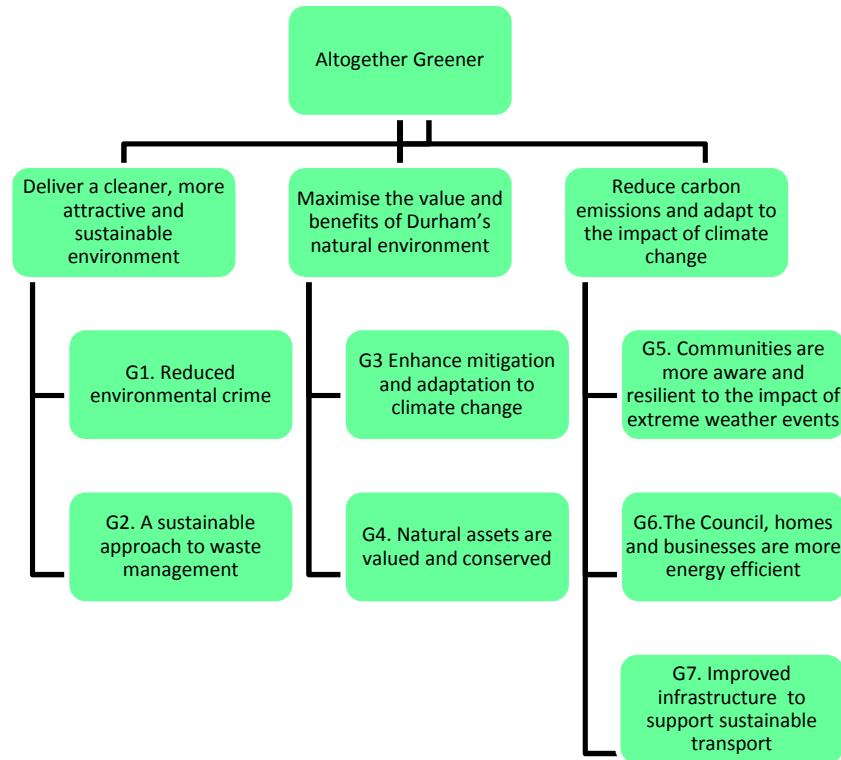 Altogether Greener
Deliver a cleaner, more
attractive and
sustainable
environment
Maximise the value and
benefits of Durham’s
natural environment
Reduce carbon
emissions and adapt to
the impact of climate
change
G1. Reduced
environmental crime
G2. A sustainable
approach to waste
management
G3 Enhance mitigation
and adaptation to
climate change
G4. Natural assets are
valued and conserved
G5. Communities are
more aware and
resilient to the impact of
extreme weather events
G6.The Council, homes
and businesses are more
energy efficient
G7. Improved
infrastructure to
support sustainable
transport